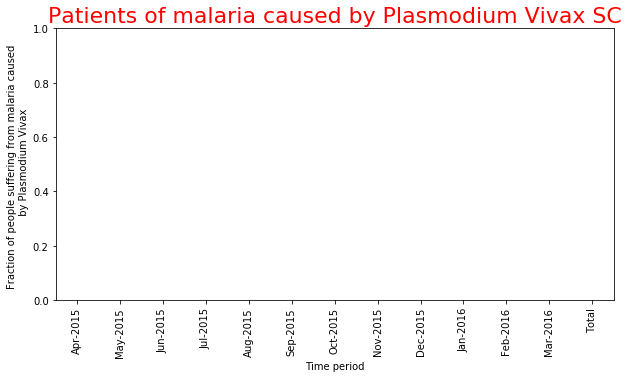 Patients of malaria caused by Plasmodium Vivax SC
Fraction of people suffering from malaria caused
by Plasmodium Vivax
1.0
0.8
0.6
0.4
0.2
0.0
Apr-2015
May-2015
Jun-2015
Jul-2015
Aug-2015
Sep-2015
Oct-2015
Nov-2015
Dec-2015
Jan-2016
Feb-2016
Mar-2016
Total
Time period